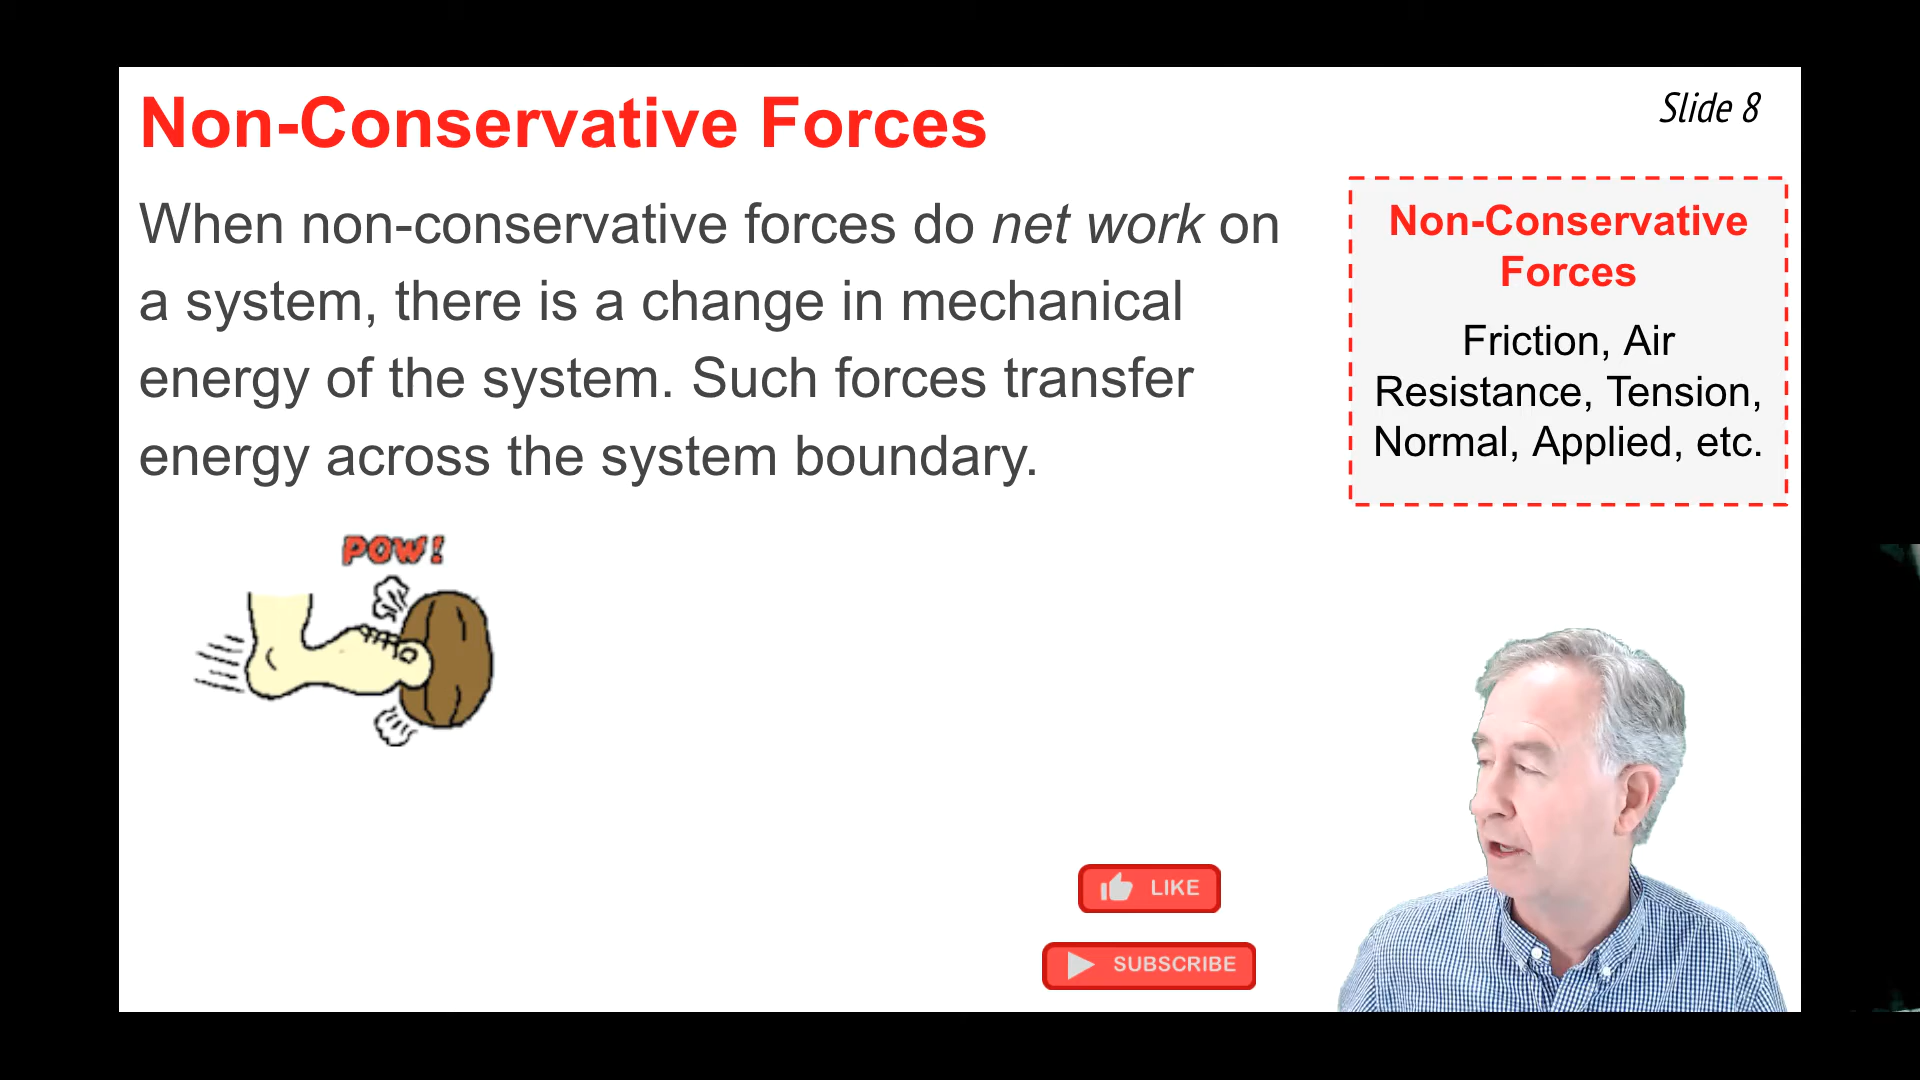 Non-Conservative Forces
Slide 8
When non-conservative forces do net work on
a system, there is a change in mechanical
energy of the system. Such forces transfer
energy across the system boundary.
Non-Conservative
Forces
Friction, Air
Resistance, Tension,
Normal, Applied, etc.
POW!
LIKE
SUBSCRIBE